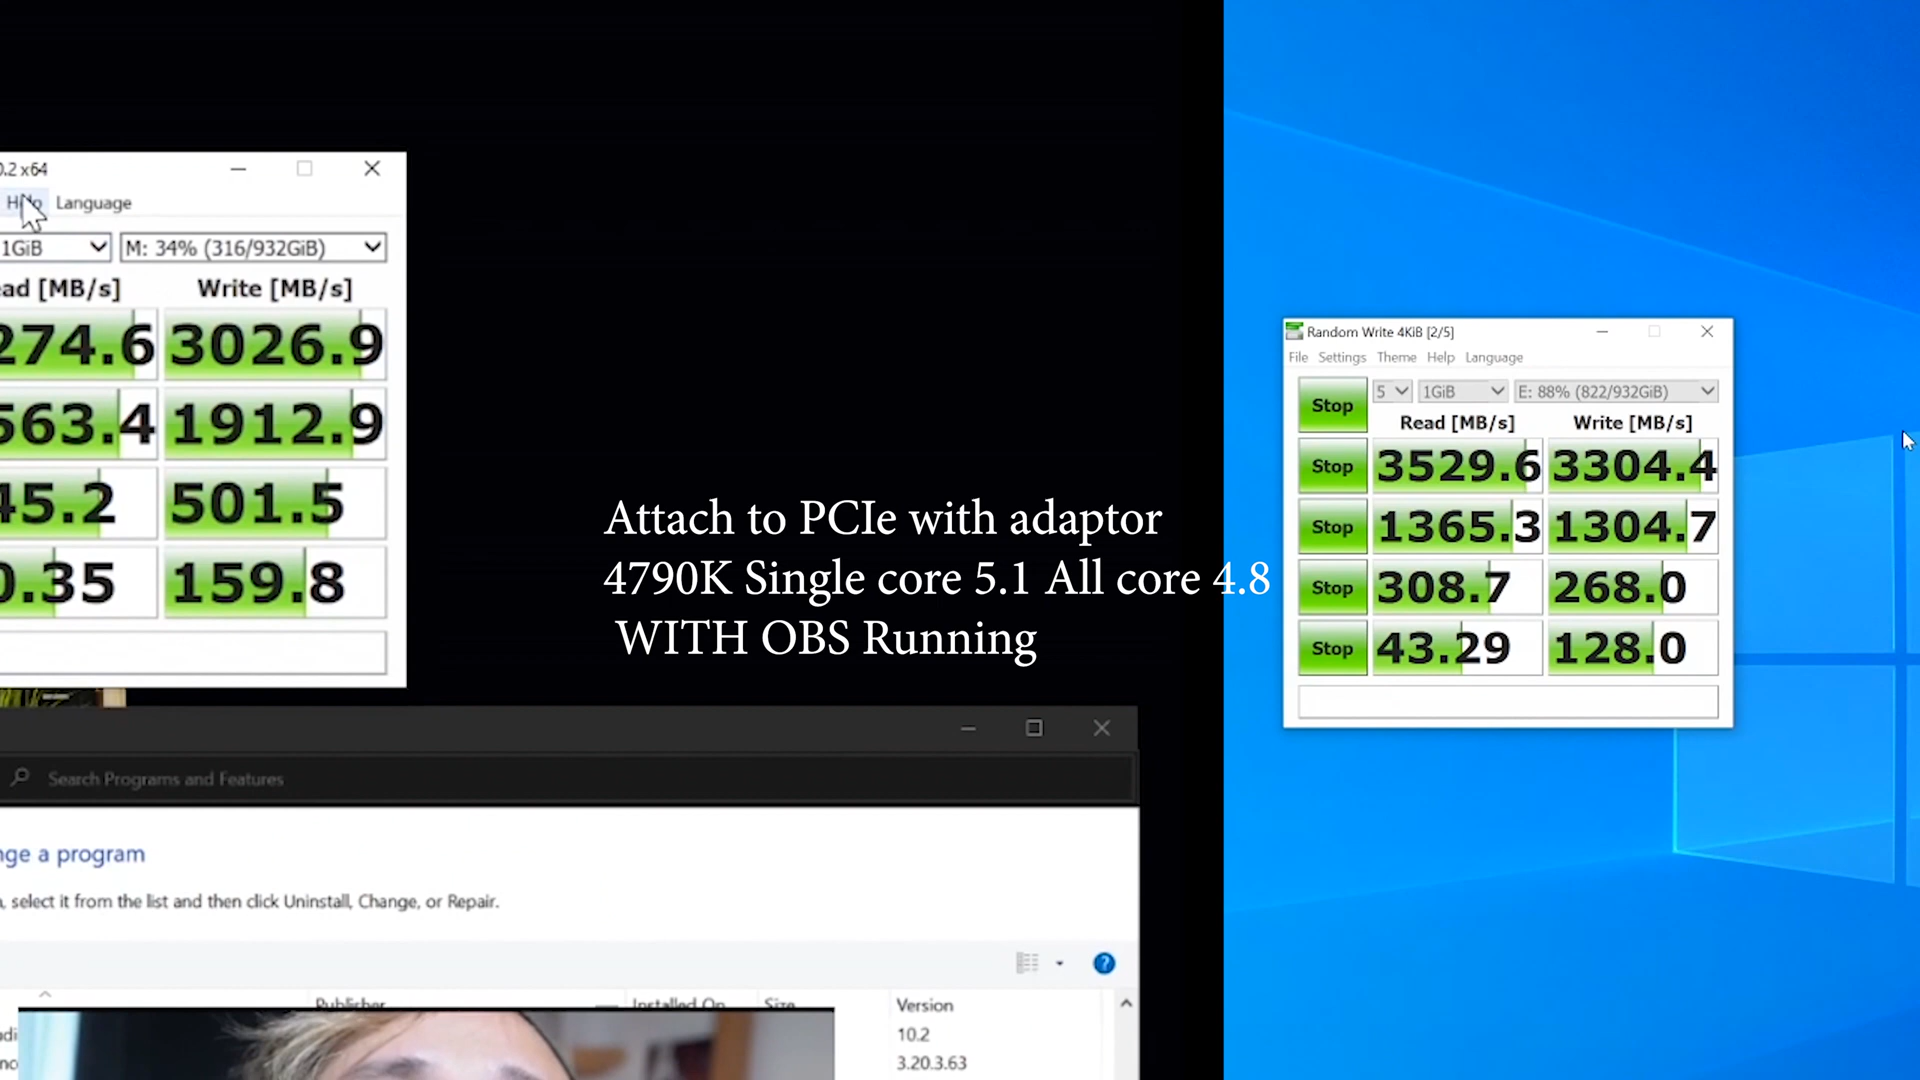 0.2 x64
Help Language
1GiB M: 34% (316/932GiB)
ad [MB/s] Write [MB/s]
274.6 3026.9
563.4 1912.9
45.2 501.5
0.35 159.8
Attach to PCIe with adaptor
4790K Single core 5.1 All core 4.8
WITH OBS Running
Random Write 4KiB [2/5]
File Settings Theme Help Language
Stop 5 1GiB E: 88% (822/932GiB)
Read [MB/s] Write [MB/s]
Stop 3529.6 3304.4
Stop 1365.3 1304.7
Stop 308.7 268.0
Stop 43.29 128.0
Search Programs and Features
nge a program
, select it from the list and then click Uninstall, Change, or Repair.
Publisher Installed On Size Version
10.2
3.20.3.63